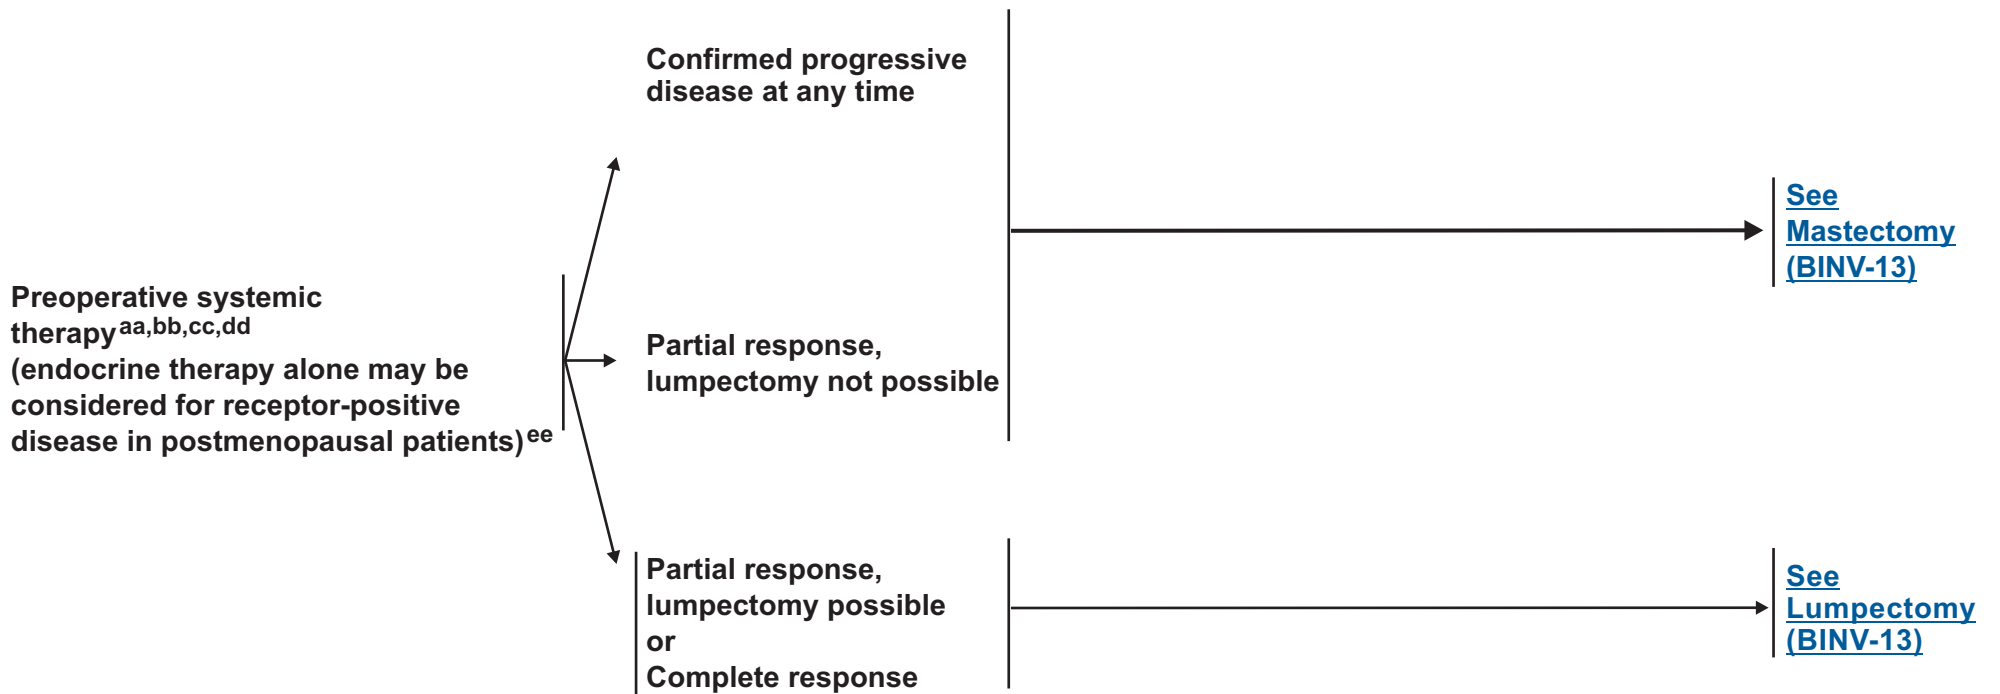 Preoperative systemic
therapy aa,bb,cc,dd
(endocrine therapy alone may be
considered for receptor-positive
disease in postmenopausal patients) ee
Confirmed progressive
disease at any time
Partial response,
lumpectomy not possible
See
Mastectomy
(BINV-13)
Partial response,
lumpectomy possible
or
Complete response
See
Lumpectomy
(BINV-13)